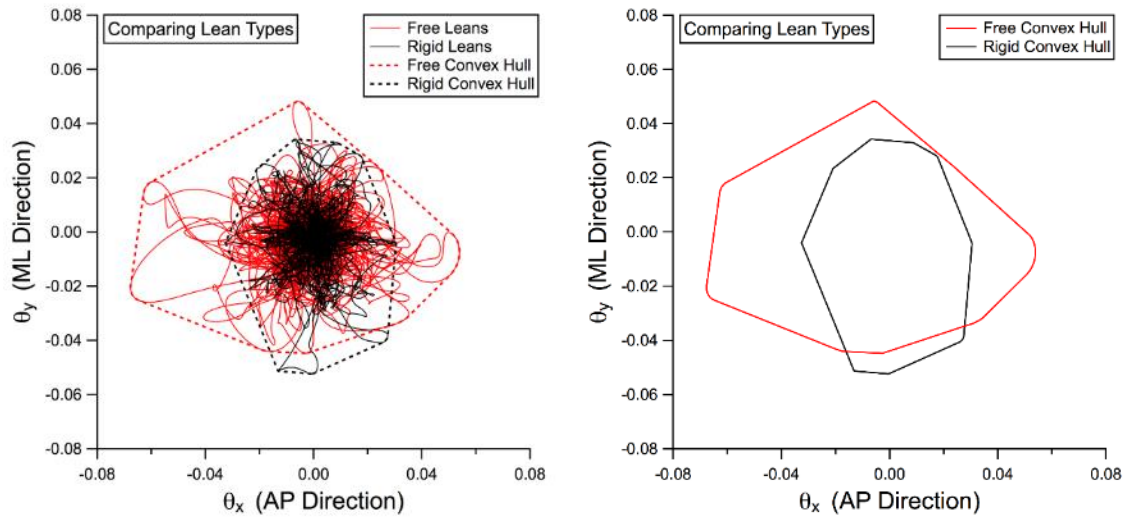 Comparing Lean Types
Free Leans
Rigid Leans
Free Convex Hull
Rigid Convex Hull
0.08
0.06
0.04
0.02
0.00
-0.02
-0.04
-0.06
-0.08
θy (ML Direction)
-0.08
-0.04
0.00
0.04
0.08
θx (AP Direction)
Comparing Lean Types
Free Convex Hull
Rigid Convex Hull
0.08
0.06
0.04
0.02
0.00
-0.02
-0.04
-0.06
-0.08
θy (ML Direction)
-0.08
-0.04
0.00
0.04
0.08
θx (AP Direction)